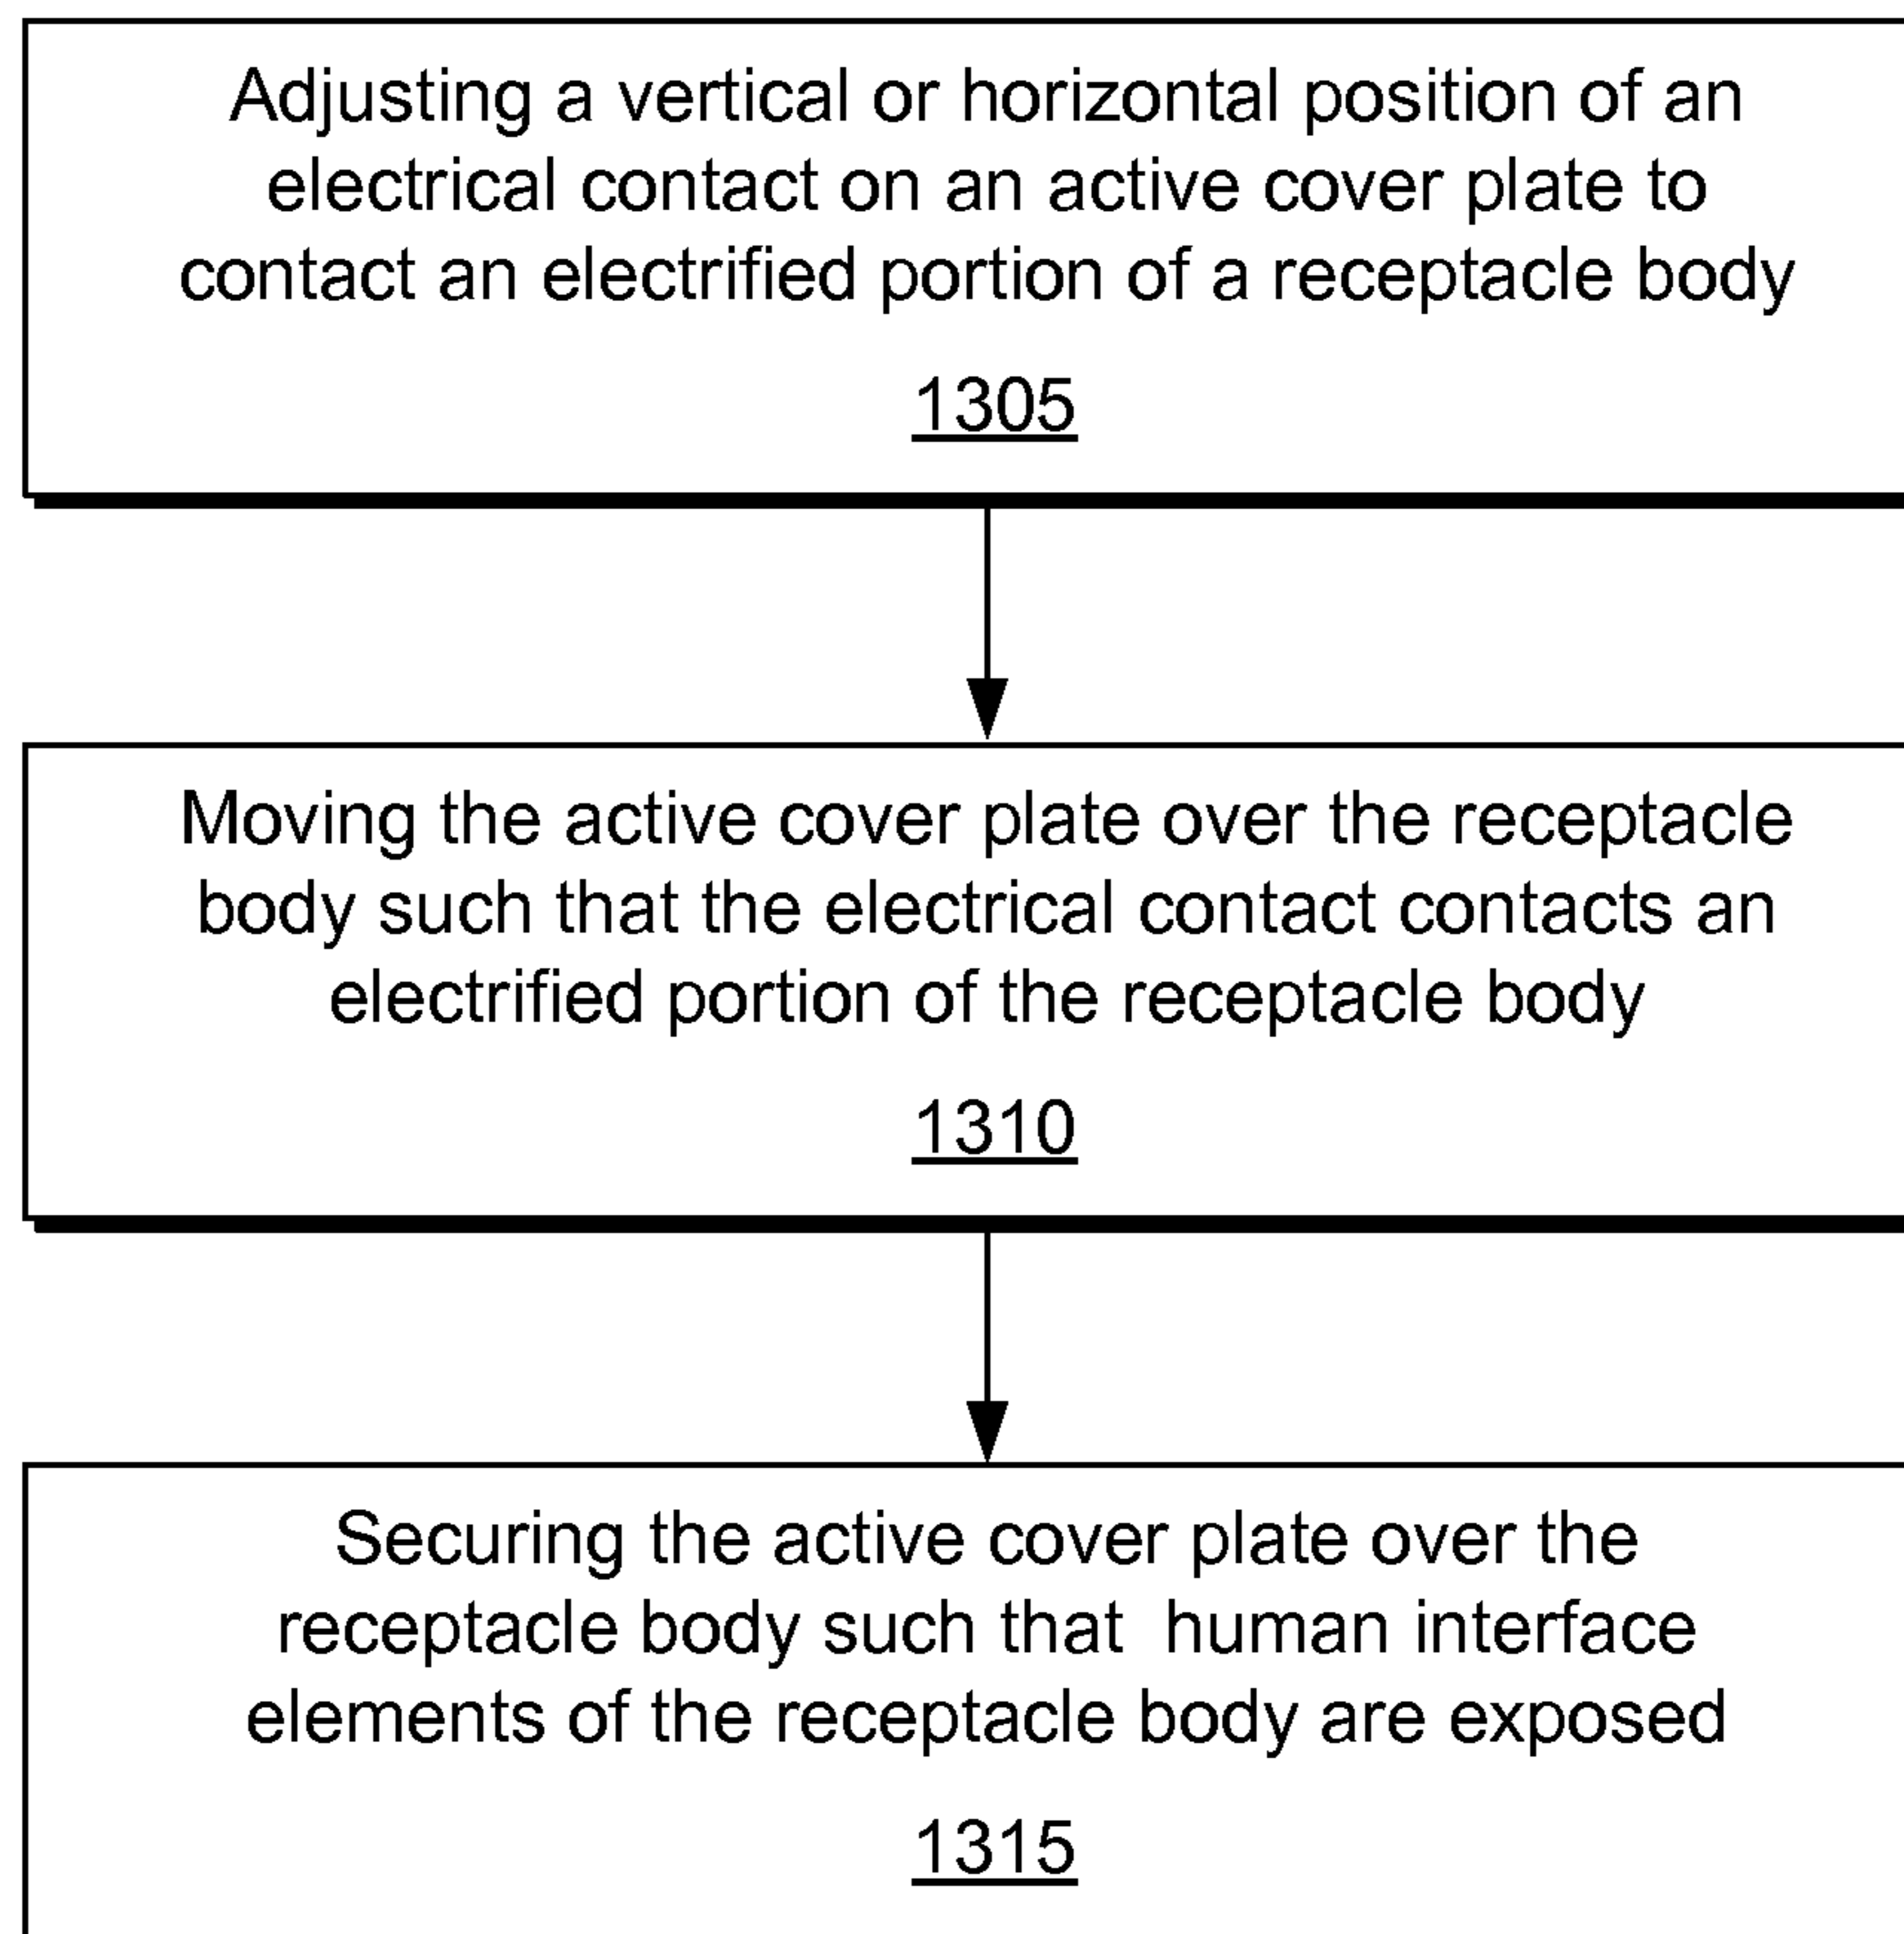 Adjusting a vertical or horizontal position of an
electrical contact on an active cover plate to
contact an electrified portion of a receptacle body
1305
Moving the active cover plate over the receptacle
body such that the electrical contact contacts an
electrified portion of the receptacle body
1310
Securing the active cover plate over the
receptacle body such that human interface
elements of the receptacle body are exposed
1315